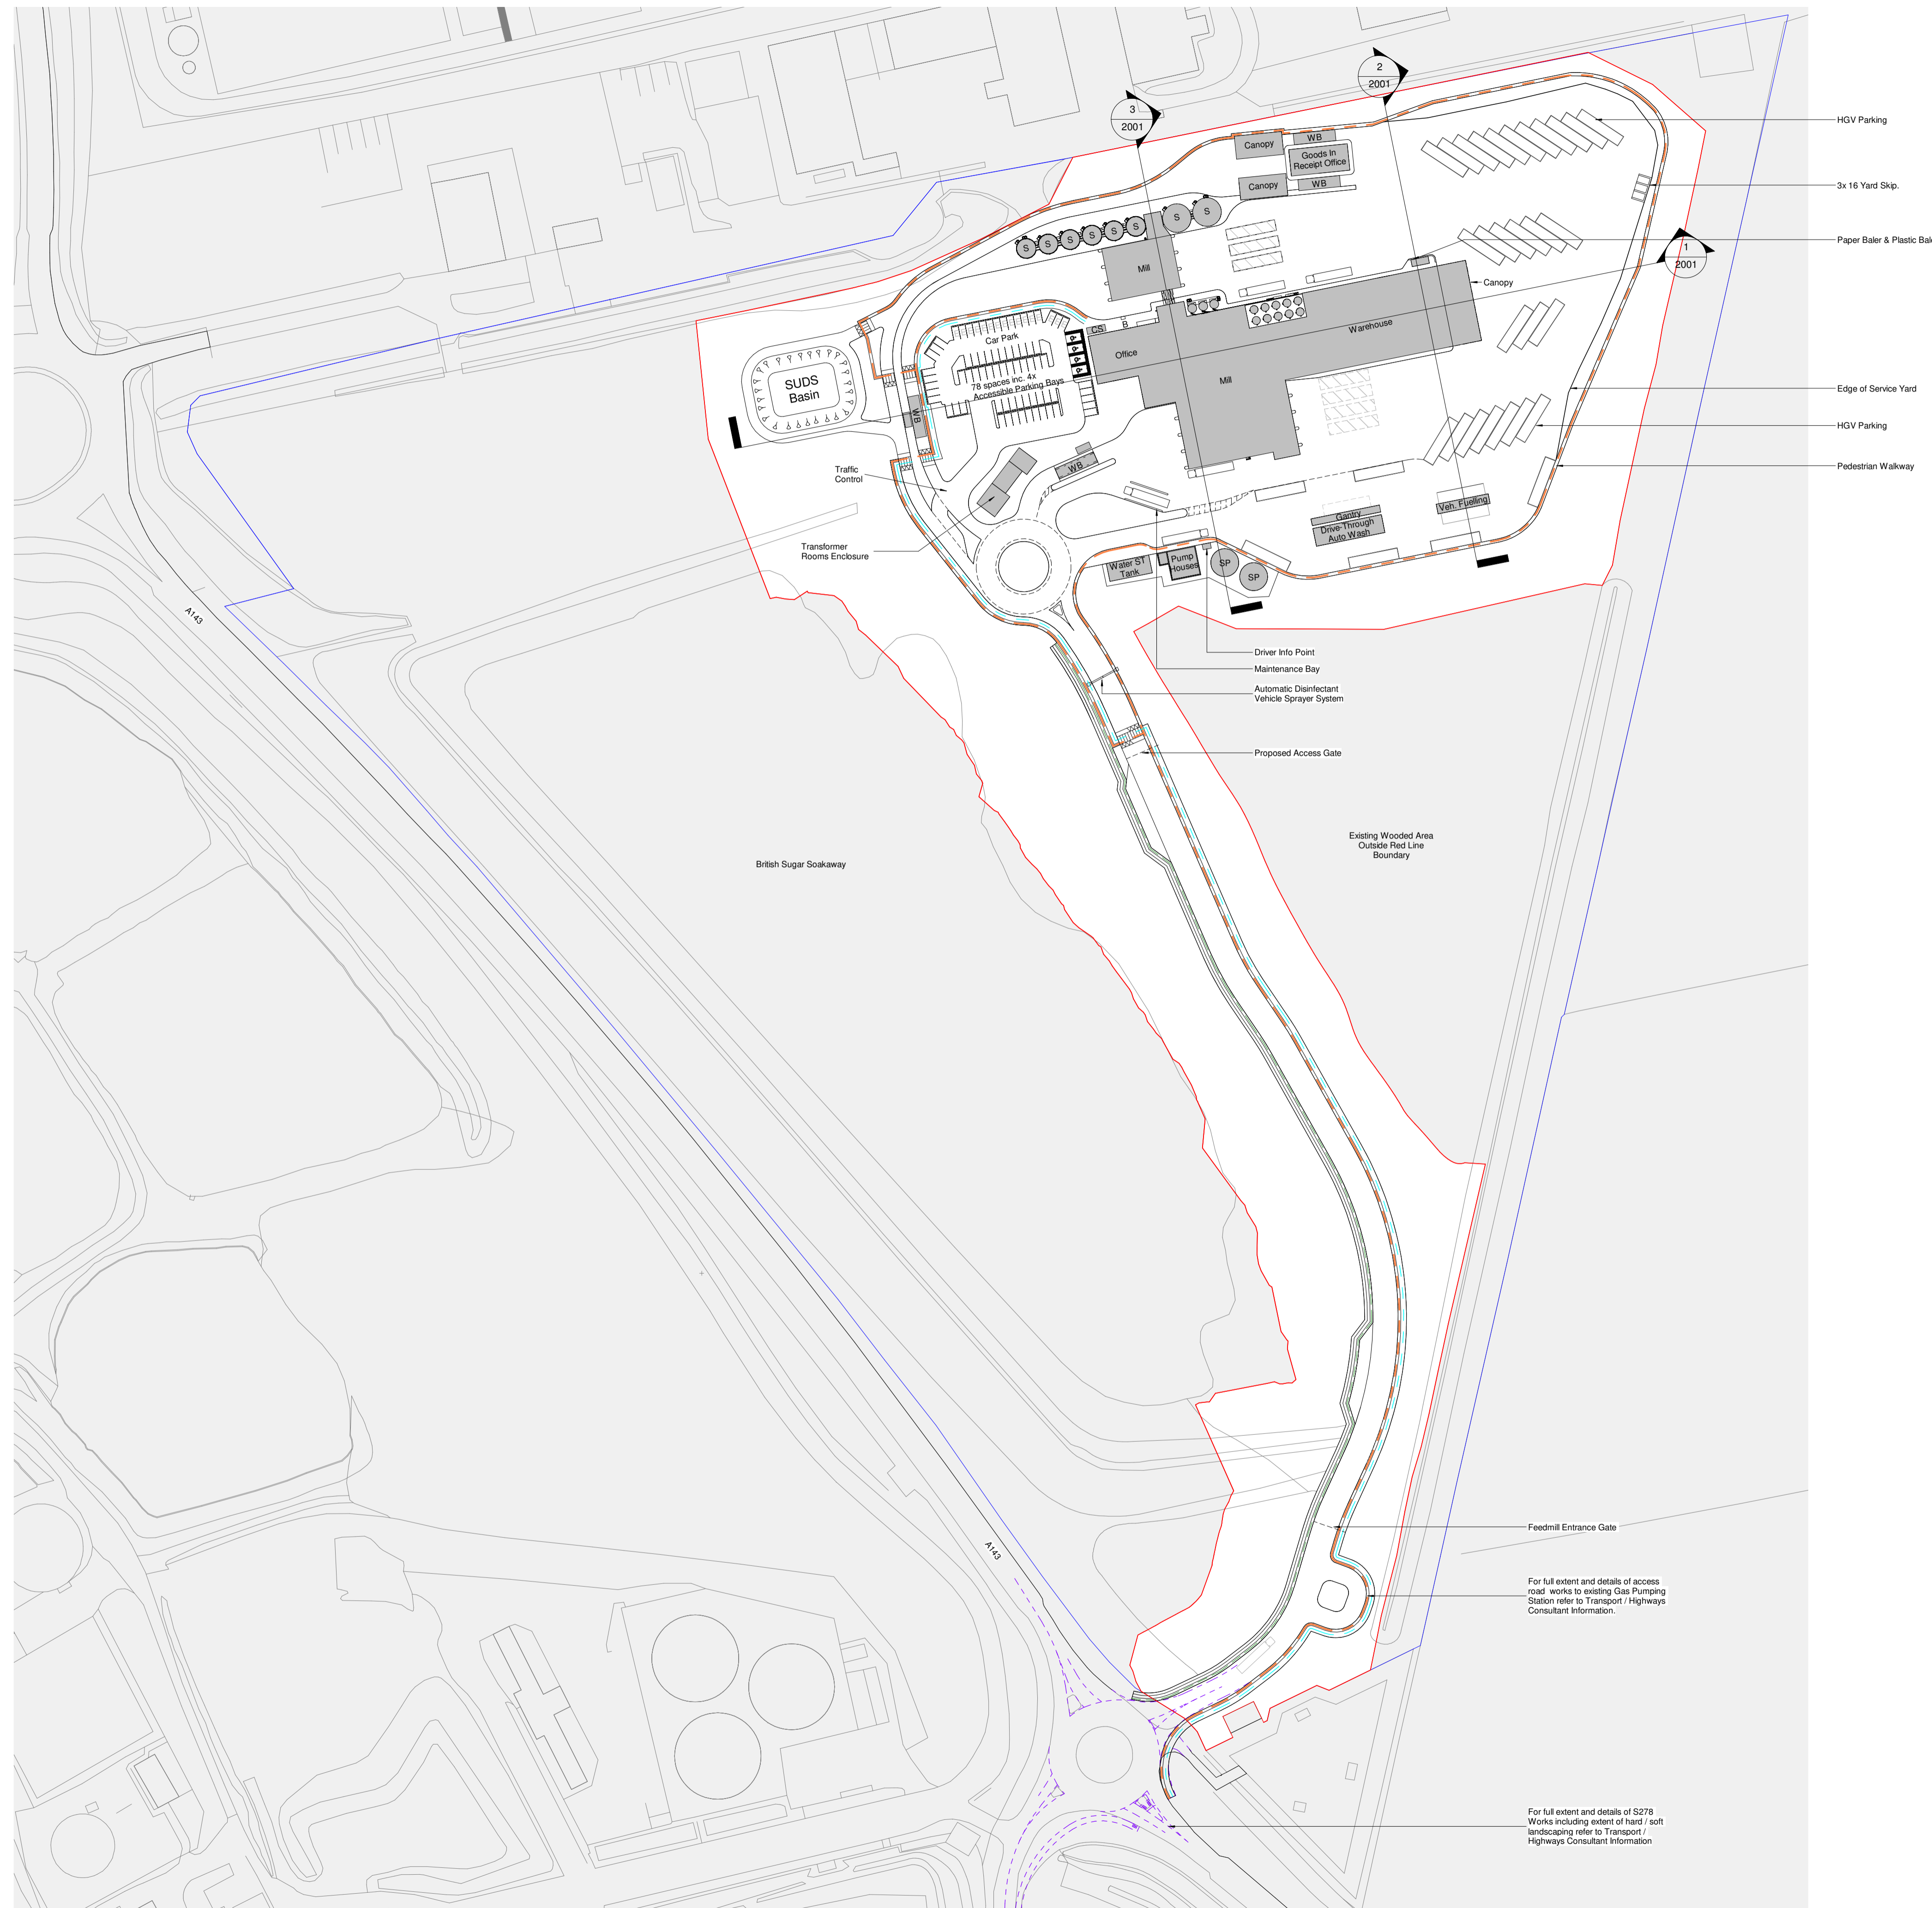 2
2001
3
2001
HGV Parking
Canopy
WB
Goods In
Receipt Office
3x 16 Yard Skip.
Canopy
WB
S
S
S
S
S
S
S
S
Paper Baler & Plastic Bal
1
2001
Mill
Canopy
CS
B
Warehouse
Car Park
Office
78 spaces inc. 4x
Accessible Parking Bays
Mill
SUDS
Basin
Edge of Service Yard
WB
HGV Parking
Pedestrian Walkway
Traffic
Control
WB
Veh. Fuelling
Gantry
Drive-Through
Auto Wash
Transformer
Rooms Enclosure
Water ST
Tank
Pump
Houses
SP
SP
A143
Driver Info Point
Maintenance Bay
Automatic Disinfectant
Vehicle Sprayer System
Proposed Access Gate
British Sugar Soakaway
Existing Wooded Area
Outside Red Line
Boundary
Feedmill Entrance Gate
A143
For full extent and details of access
road works to existing Gas Pumping
Station refer to Transport / Highways
Consultant Information.
For full extent and details of S278
Works including extent of hard / soft
landscaping refer to Transport /
Highways Consultant Information